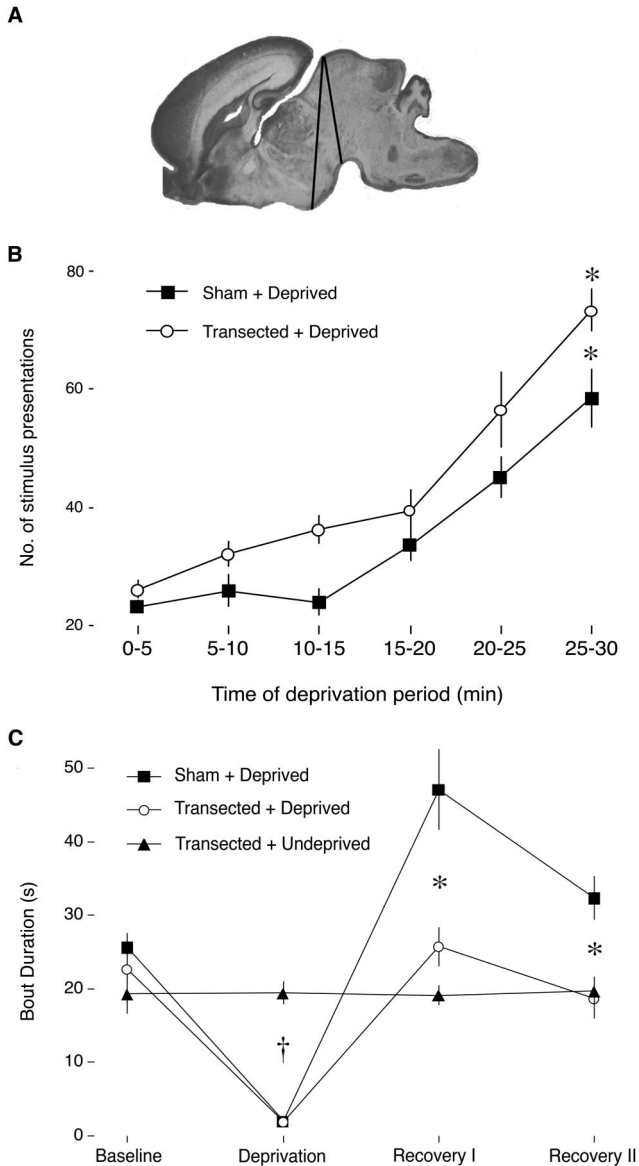 A
B
80 -
60 -
40 -
20 -
No. of stimulus presentations
Sham + Deprived
Transected + Deprived
*
*
0-5 5-10 10-15 15-20 20-25 25-30
Time of deprivation period (min)
C
50 –
40 –
30 –
20 –
10 –
0 –
Bout Duration (s)
Sham + Deprived
Transected + Deprived
Transected + Undeprived
*
*
†
Baseline Deprivation Recovery I Recovery II